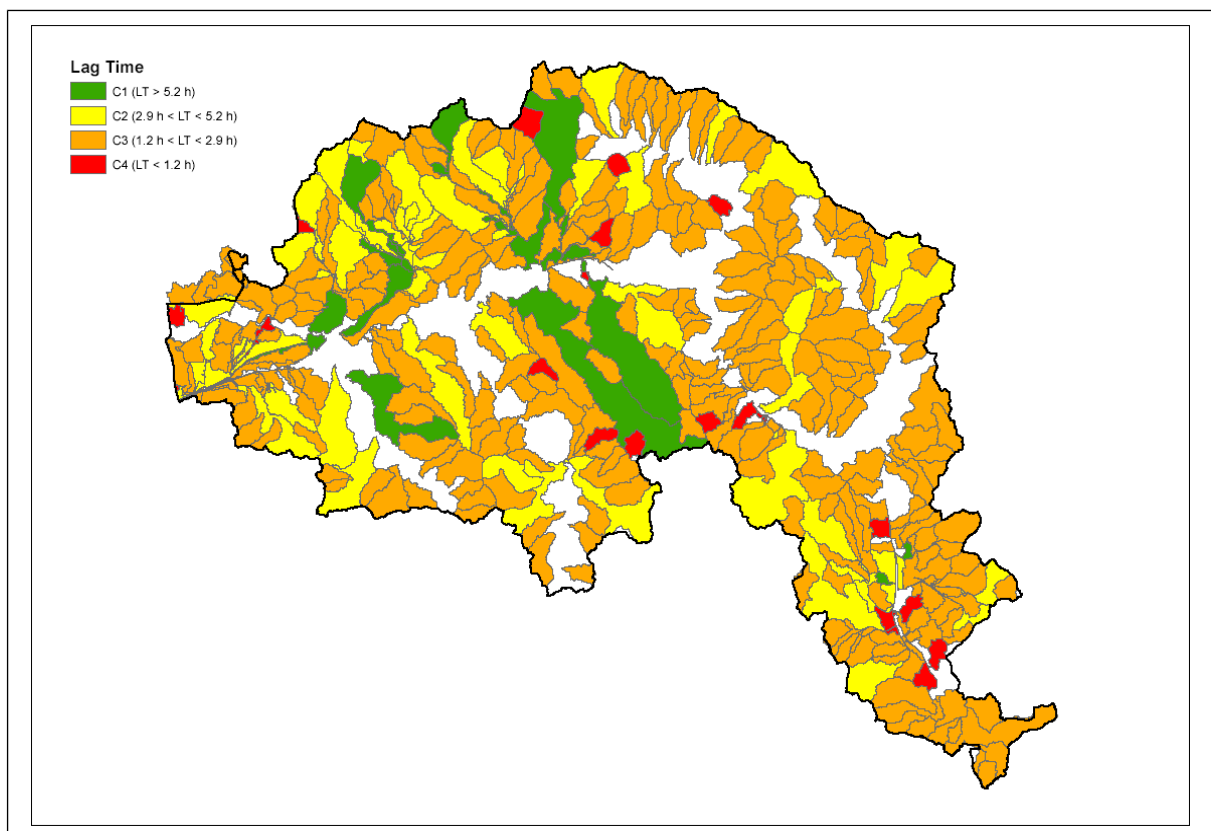 Lag Time
C1 (LT > 5.2 h)
C2 (2.9 h < LT < 5.2 h)
C3 (1.2 h < LT < 2.9 h)
C4 (LT < 1.2 h)